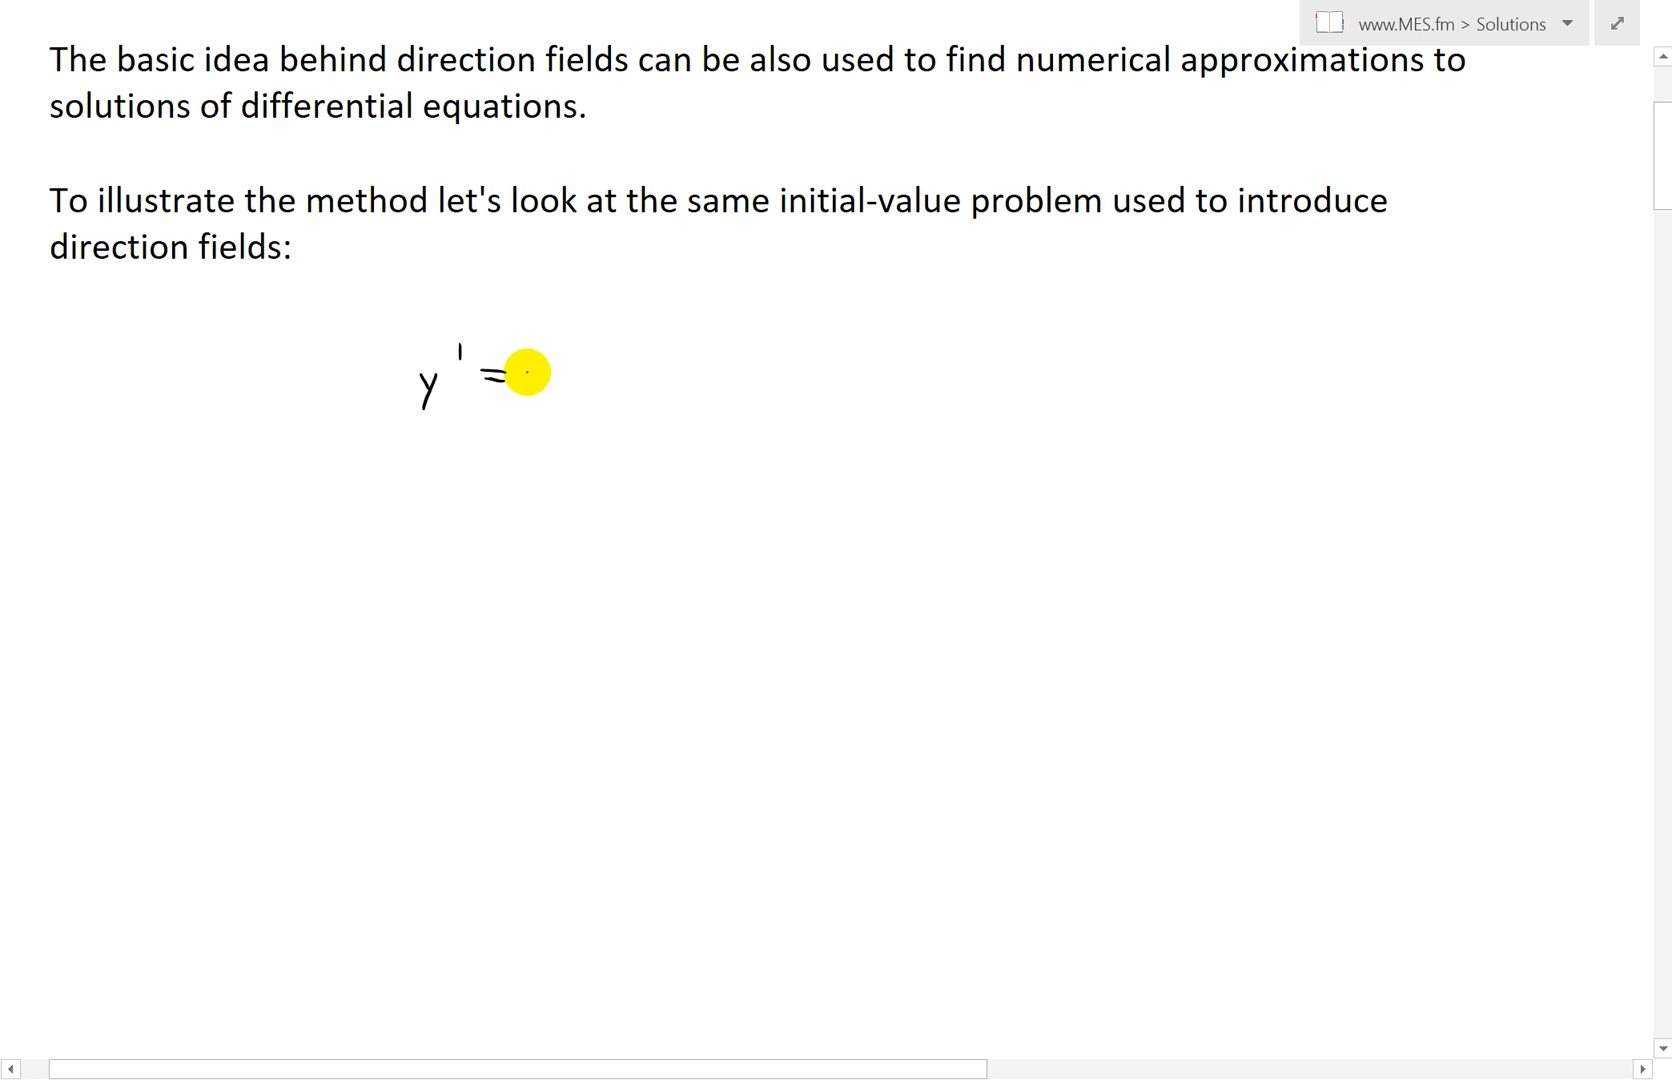 www.MES.fm > Solutions
The basic idea behind direction fields can be also used to find numerical approximations to
solutions of differential equations.
To illustrate the method let's look at the same initial-value problem used to introduce
direction fields:
y' =